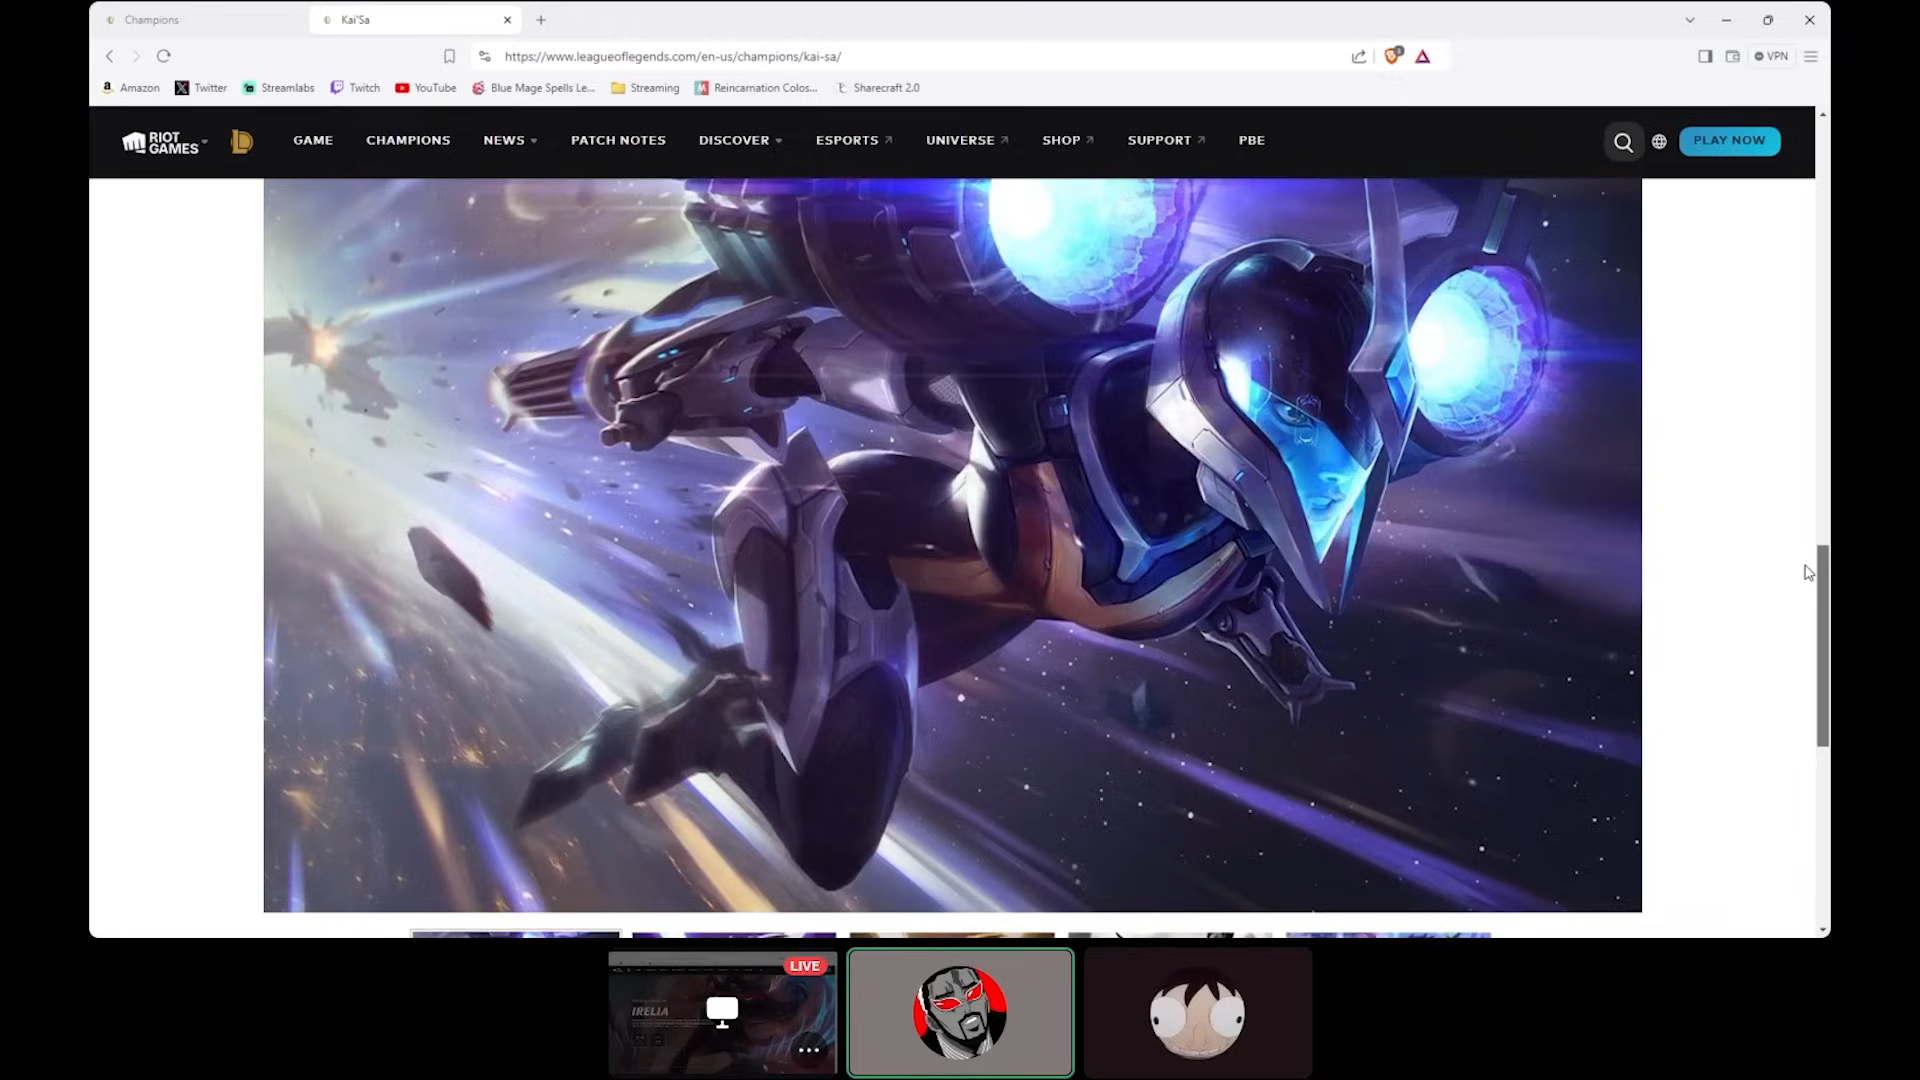 Champions
Kai'Sa
https://www.leagueoflegends.com/en-us/champions/kai-sa/
VPN
Amazon
Twitter
Streamlabs
Twitch
YouTube
Blue Mage Spells Le...
Streaming
Reincarnation Colos...
Sharecraft 2.0
RIOT
GAMES
GAME
CHAMPIONS
NEWS
PATCH NOTES
DISCOVER
ESPORTS
UNIVERSE
SHOP
SUPPORT
PBE
PLAY NOW
LIVE
IRELIA